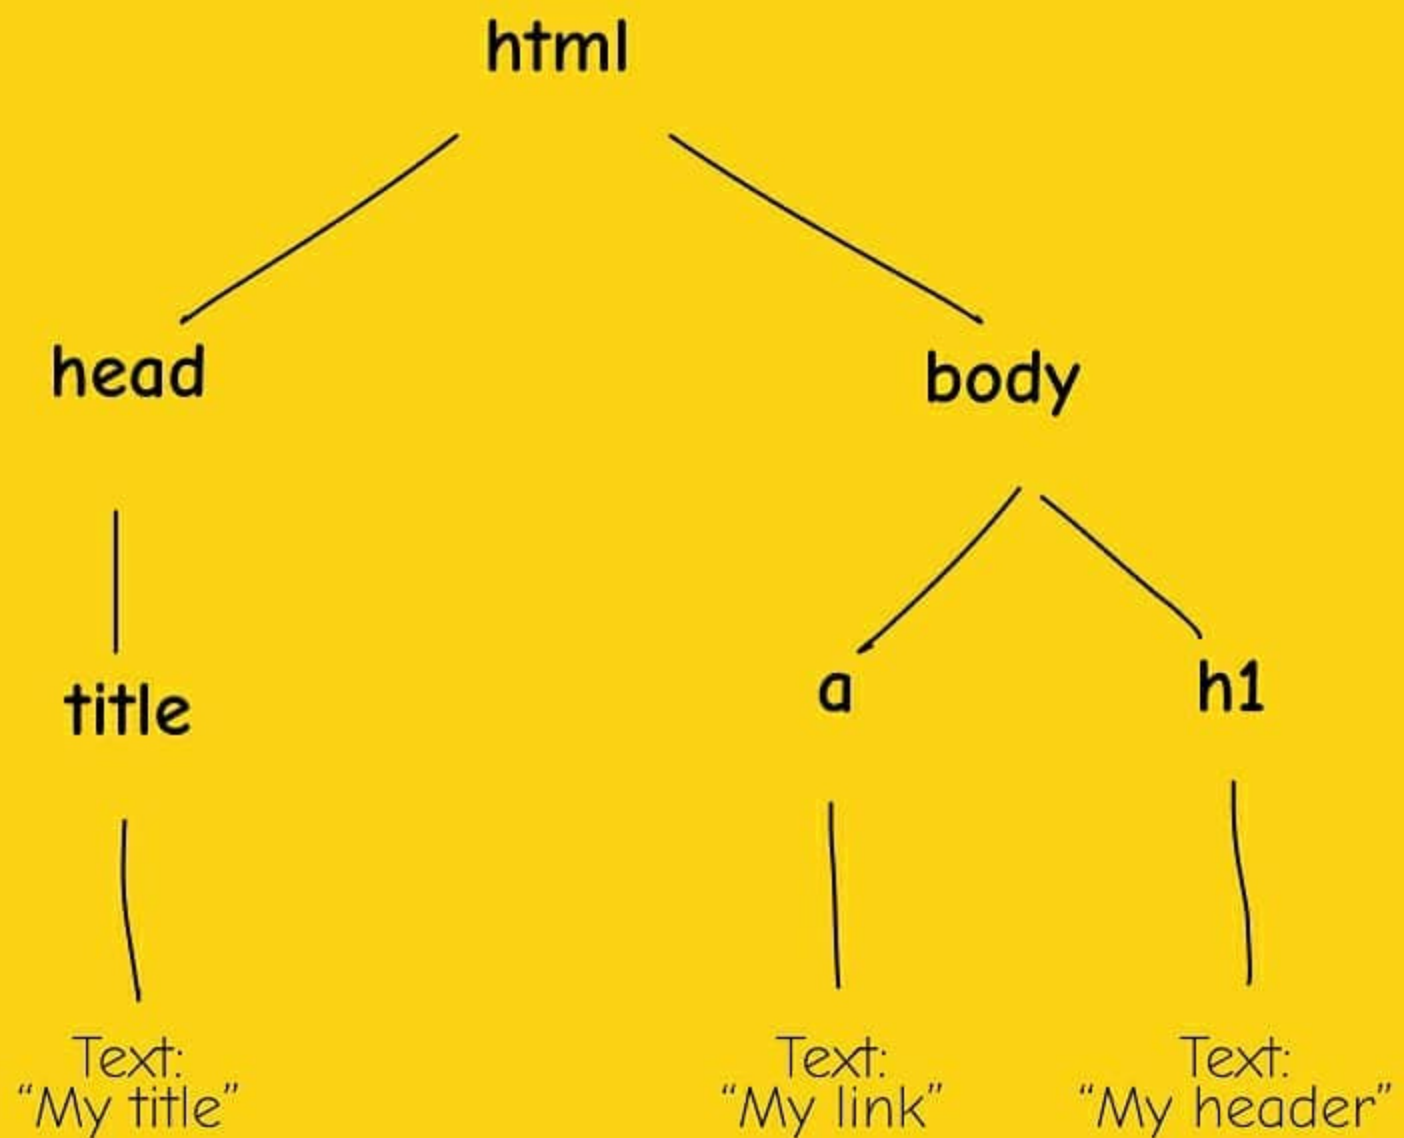 html
head
body
title
a
h1
Text:
“My title”
Text:
“My link”
Text:
“My header”